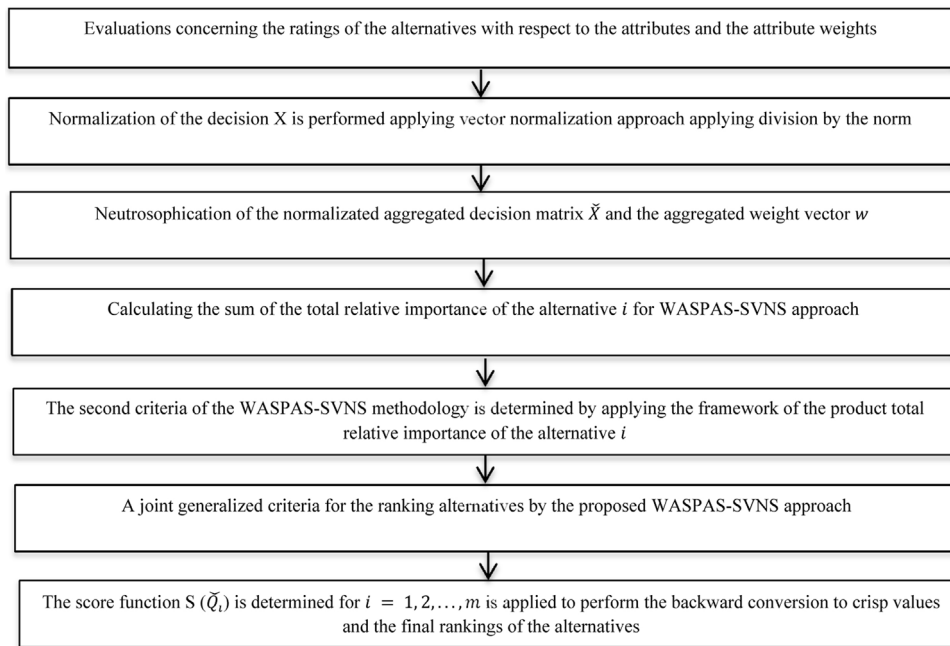 Evaluations concerning the ratings of the alternatives with respect to the attributes and the attribute weights
Normalization of the decision X is performed applying vector normalization approach applying division by the norm
Neutrosophication of the normalizated aggregated decision matrix X̌ and the aggregated weight vector w
Calculating the sum of the total relative importance of the alternative i for WASPAS-SVNS approach
The second criteria of the WASPAS-SVNS methodology is determined by applying the framework of the product total
relative importance of the alternative i
A joint generalized criteria for the ranking alternatives by the proposed WASPAS-SVNS approach
The score function S (Q̌ᵢ) is determined for i = 1, 2, . . . , m is applied to perform the backward conversion to crisp values
and the final rankings of the alternatives